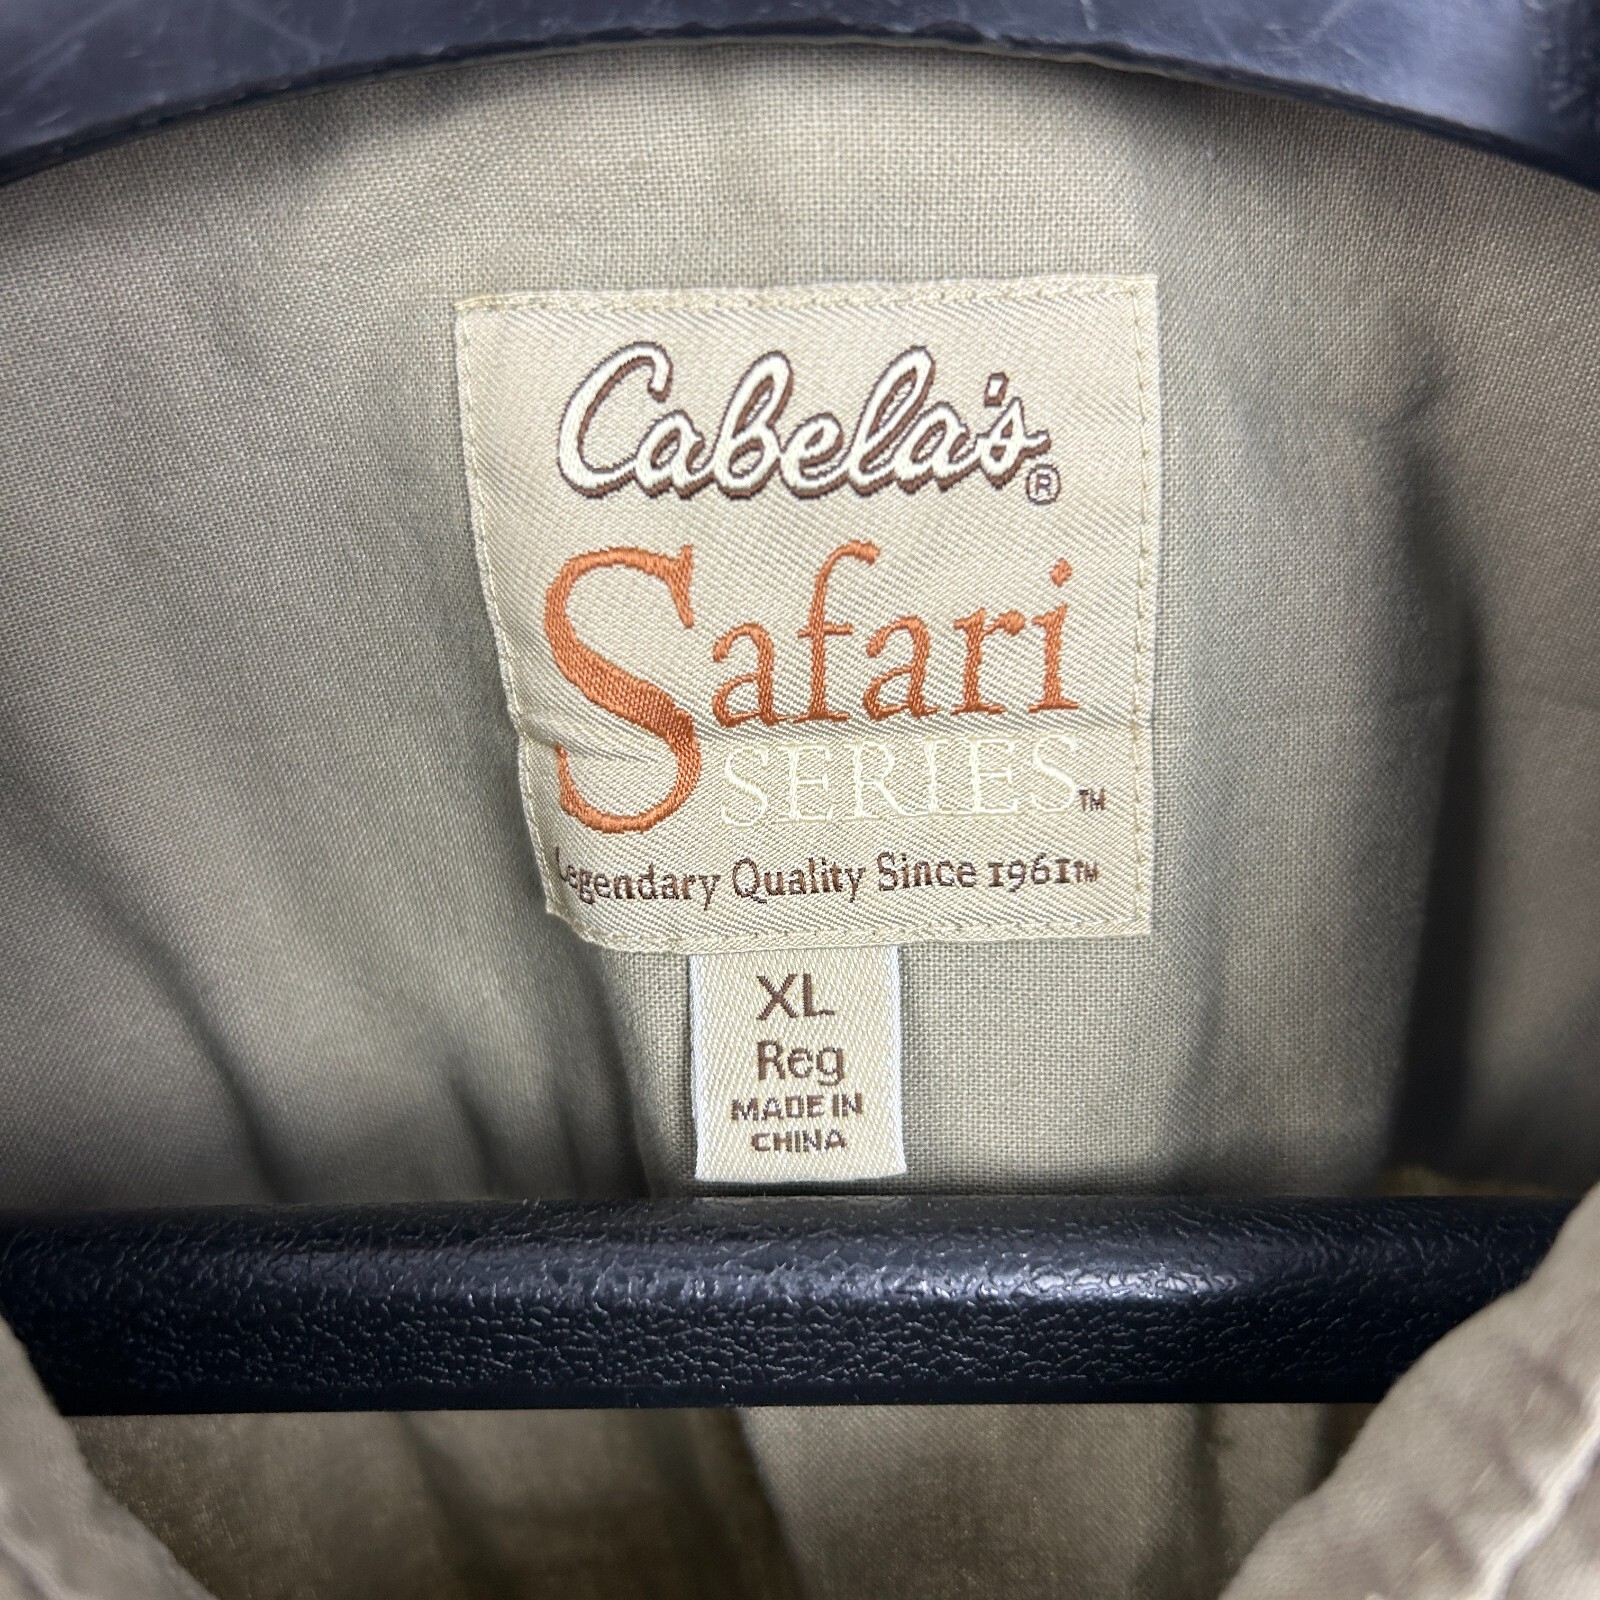 Cabela's®
Safari
SERIES™
Legendary Quality Since 1961™
XL
Reg
MADE IN
CHINA